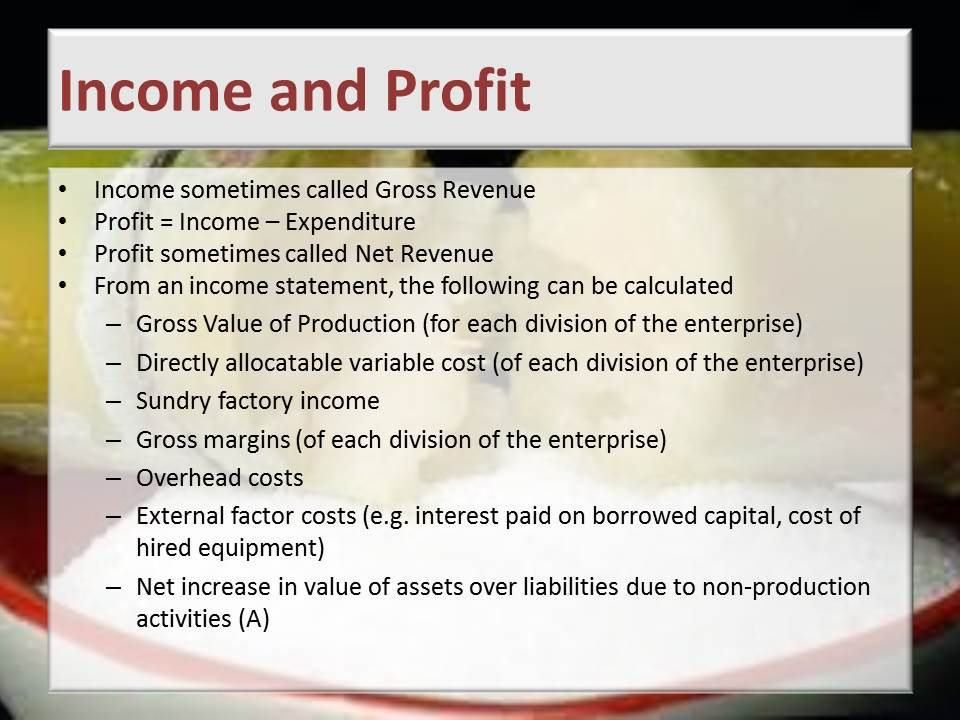 Income and Profit
• Income sometimes called Gross Revenue
• Profit = Income – Expenditure
• Profit sometimes called Net Revenue
• From an income statement, the following can be calculated
– Gross Value of Production (for each division of the enterprise)
– Directly allocatable variable cost (of each division of the enterprise)
– Sundry factory income
– Gross margins (of each division of the enterprise)
– Overhead costs
– External factor costs (e.g. interest paid on borrowed capital, cost of
hired equipment)
– Net increase in value of assets over liabilities due to non-production
activities (A)